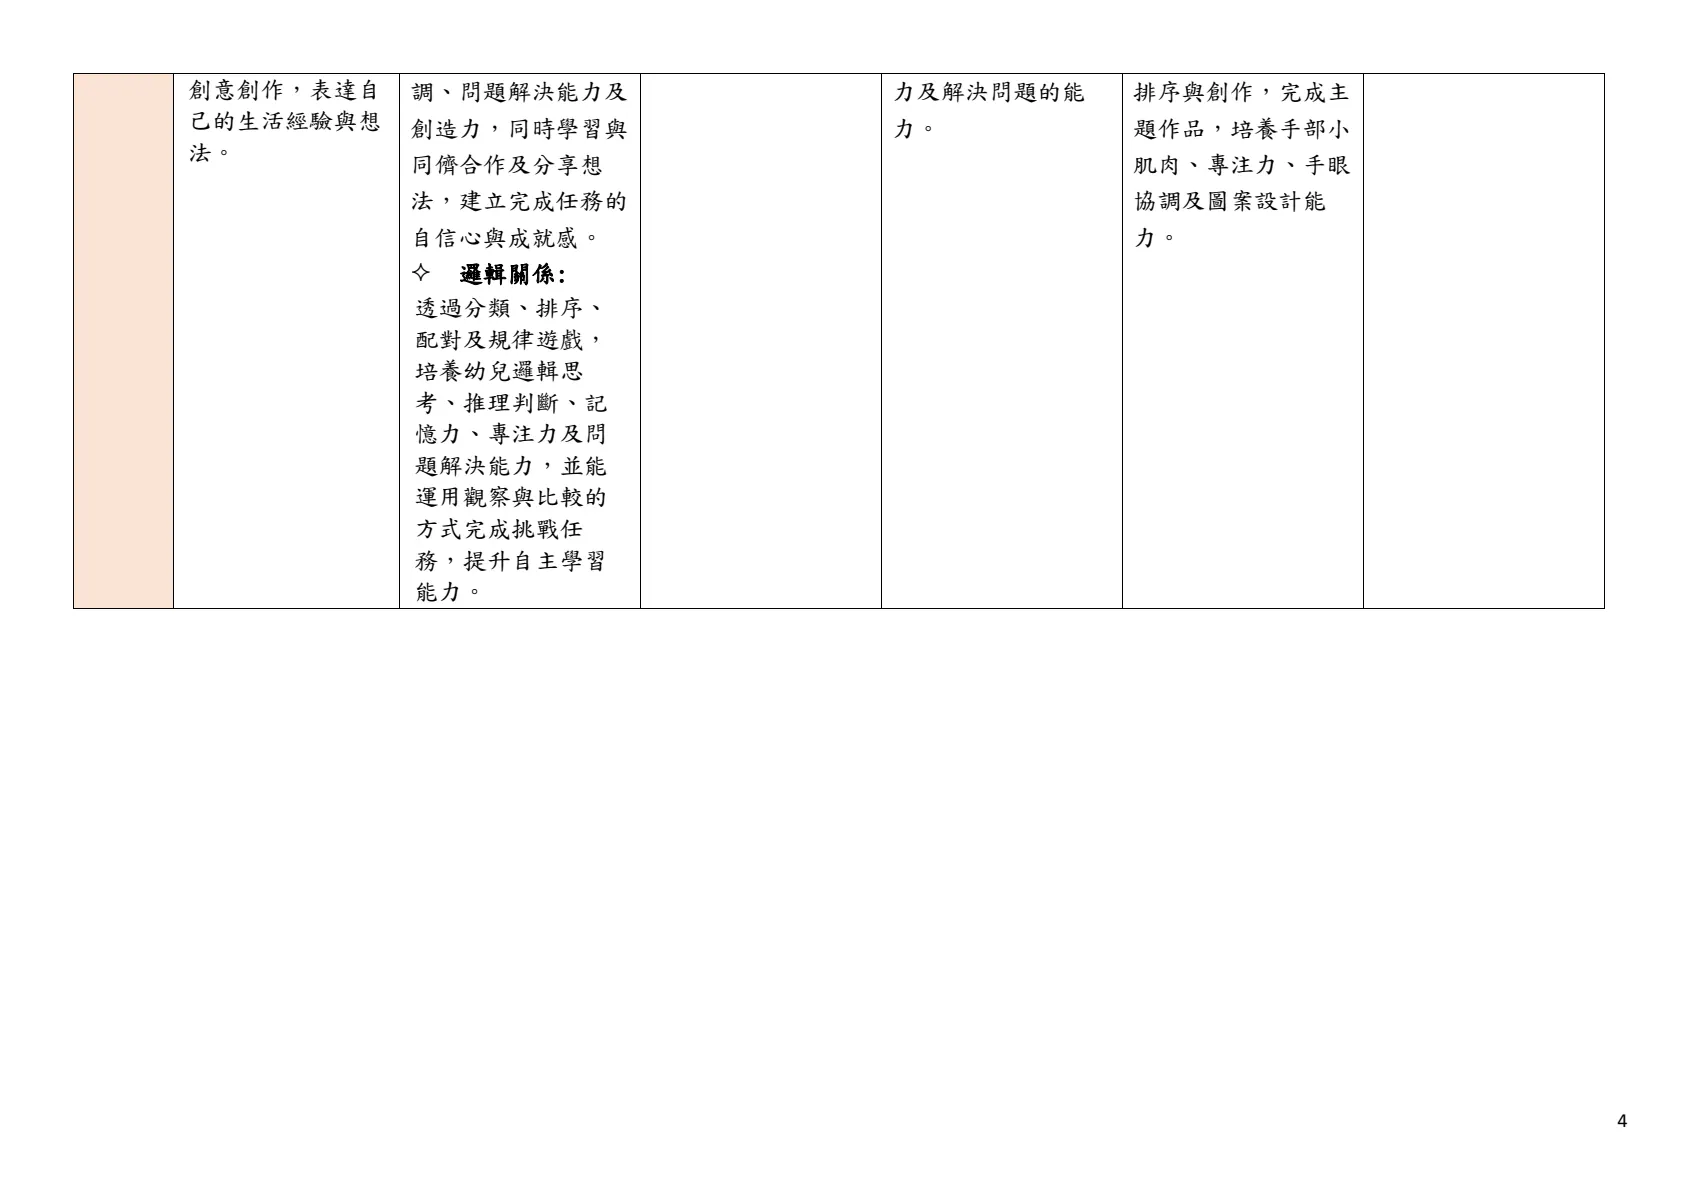 創意創作，表達自
己的生活經驗與想
法。
調、問題解決能力及
創造力，同時學習與
同儕合作及分享想
法，建立完成任務的
自信心與成就感。
✧ 邏輯關係:
透過分類、排序、
配對及規律遊戲，
培養幼兒邏輯思
考、推理判斷、記
憶力、專注力及問
題解決能力，並能
運用觀察與比較的
方式完成挑戰任
務，提升自主學習
能力。
力及解決問題的能
力。
排序與創作，完成主
題作品，培養手部小
肌肉、專注力、手眼
協調及圖案設計能
力。
4